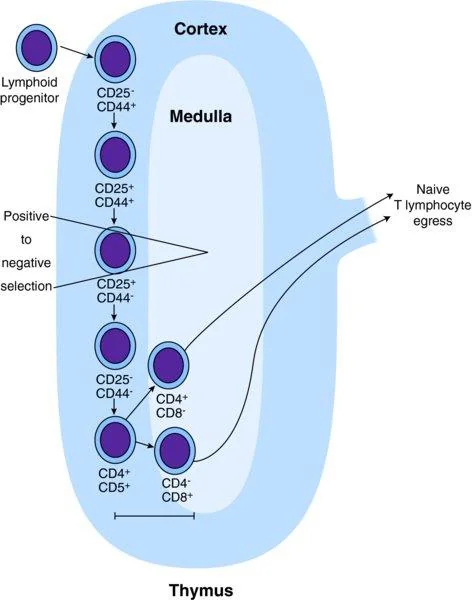 Cortex
Lymphoid
progenitor
CD25⁻
CD44⁺
Medulla
CD25⁺
CD44⁺
Naive
T lymphocyte
egress
Positive
to
negative
selection
CD25⁺
CD44⁻
CD25⁻
CD44⁻
CD4⁺
CD8⁻
CD4⁺
CD5⁺
CD4⁻
CD8⁺
Thymus